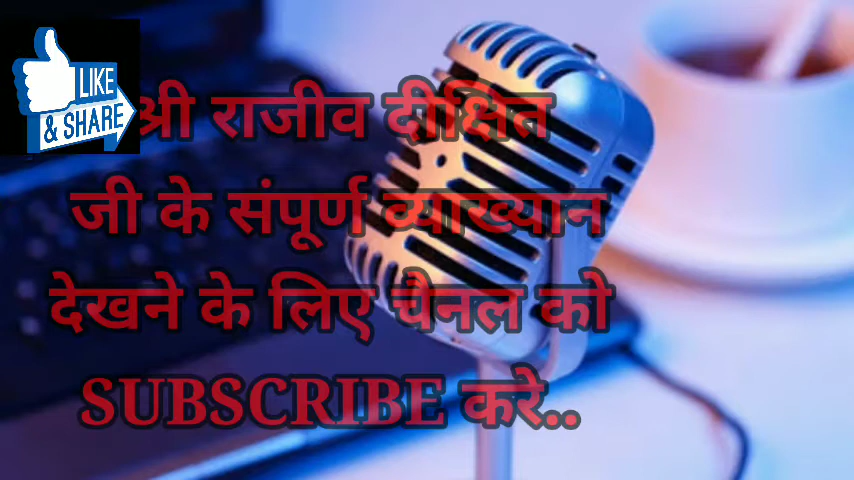 LIKE
& SHARE
श्री राजीव दीक्षित
जी के संपूर्ण व्याख्यान
देखने के लिए चैनल को
SUBSCRIBE करे..